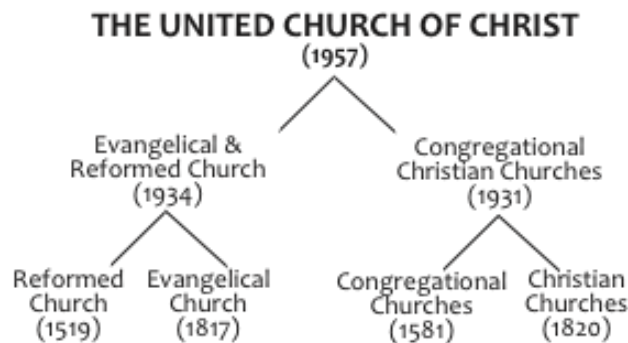 THE UNITED CHURCH OF CHRIST
(1957)
Evangelical &
Reformed Church
(1934)
Congregational
Christian Churches
(1931)
Reformed
Church
(1519)
Evangelical
Church
(1817)
Congregational
Churches
(1581)
Christian
Churches
(1820)